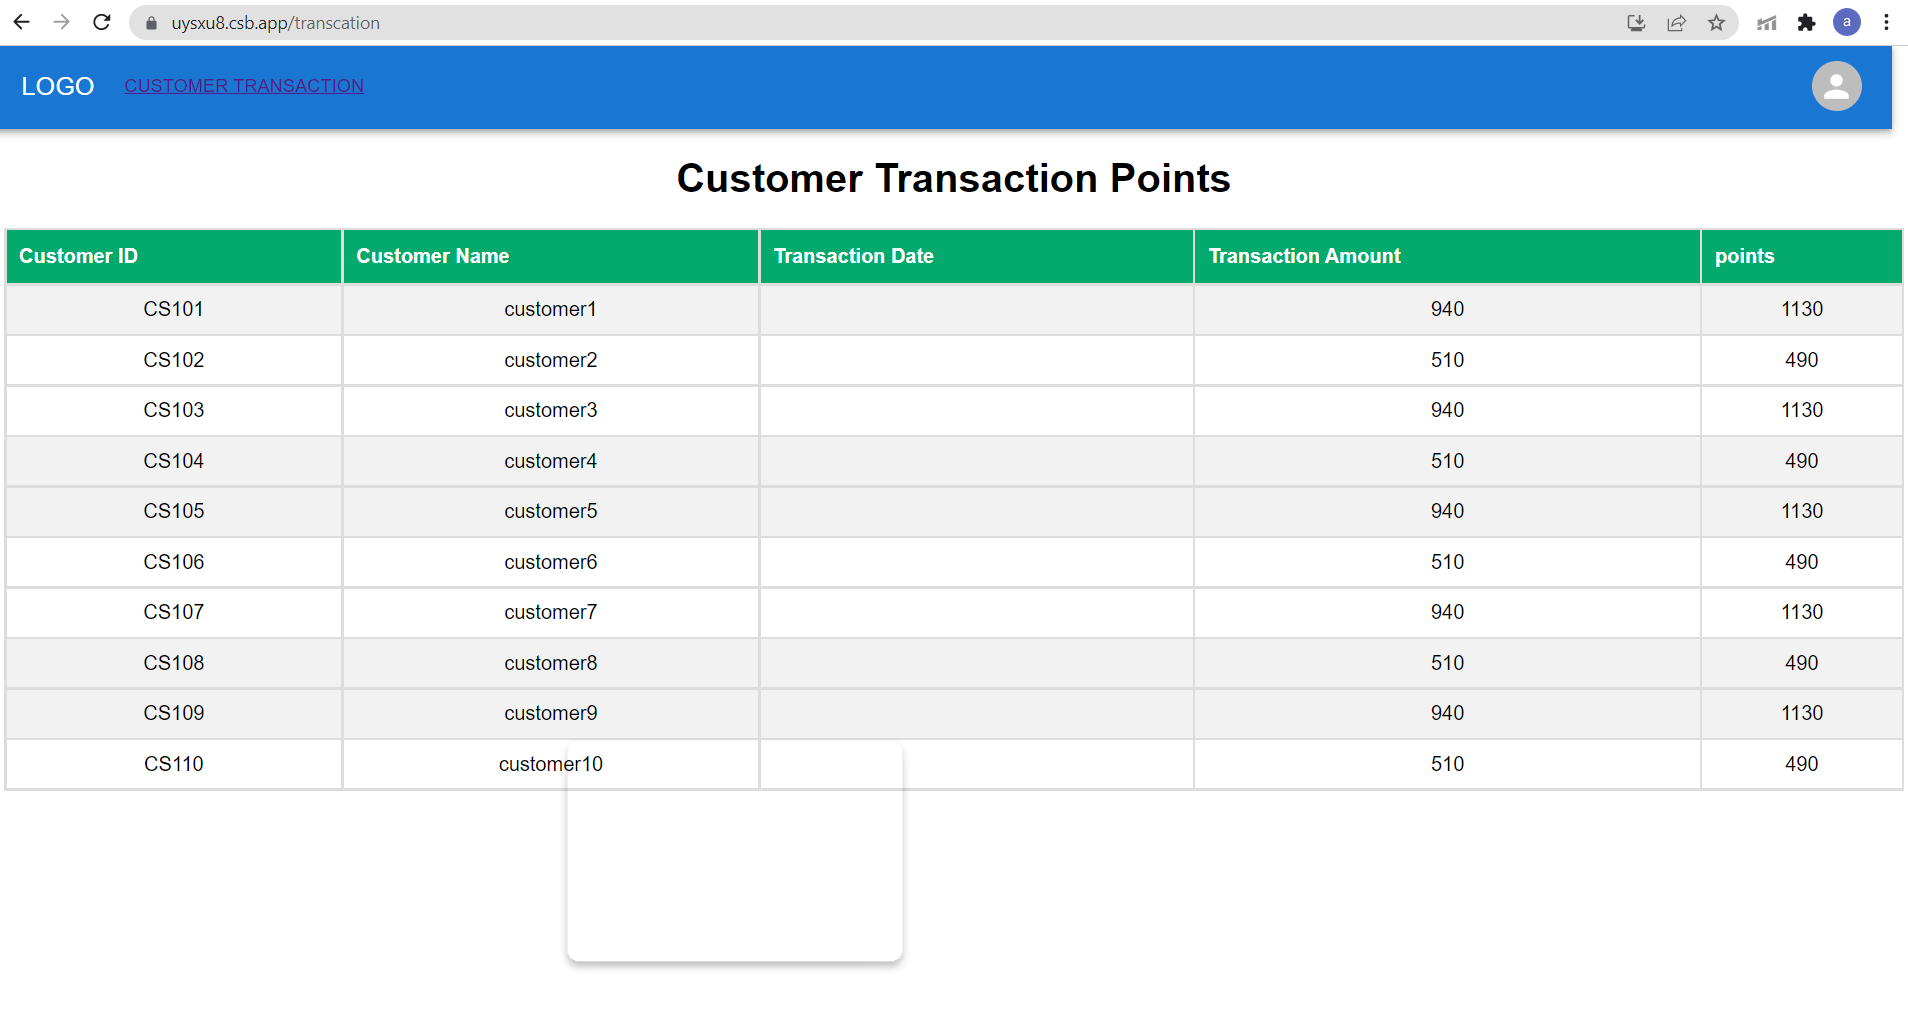 uysxu8.csb.app/transcation
a
LOGO CUSTOMER TRANSACTION
Customer Transaction Points
Customer ID Customer Name Transaction Date Transaction Amount points
CS101 customer1 940 1130
CS102 customer2 510 490
CS103 customer3 940 1130
CS104 customer4 510 490
CS105 customer5 940 1130
CS106 customer6 510 490
CS107 customer7 940 1130
CS108 customer8 510 490
CS109 customer9 940 1130
CS110 customer10 510 490